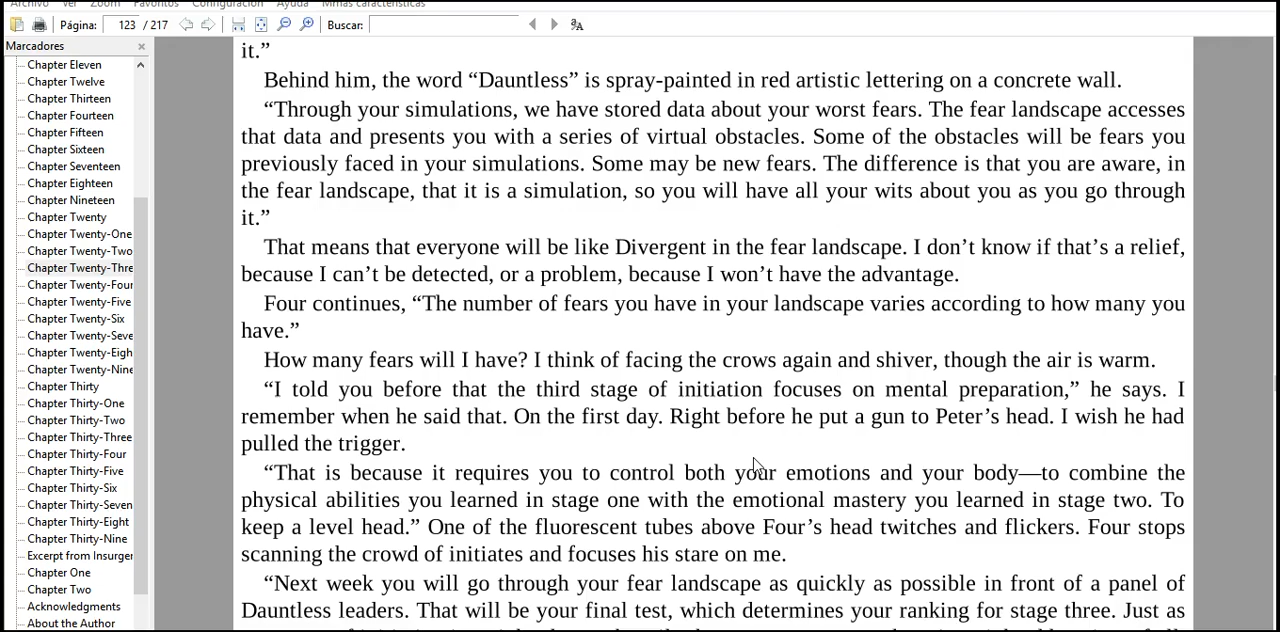 Archivo Ver Zoom Favoritos Configuración Ayuda Mimas características
Página: 123 / 217 Buscar:
Marcadores
Chapter Eleven
Chapter Twelve
Chapter Thirteen
Chapter Fourteen
Chapter Fifteen
Chapter Sixteen
Chapter Seventeen
Chapter Eighteen
Chapter Nineteen
Chapter Twenty
Chapter Twenty-One
Chapter Twenty-Two
Chapter Twenty-Thre
Chapter Twenty-Four
Chapter Twenty-Five
Chapter Twenty-Six
Chapter Twenty-Seve
Chapter Twenty-Eigh
Chapter Twenty-Nine
Chapter Thirty
Chapter Thirty-One
Chapter Thirty-Two
Chapter Thirty-Three
Chapter Thirty-Four
Chapter Thirty-Five
Chapter Thirty-Six
Chapter Thirty-Seven
Chapter Thirty-Eight
Chapter Thirty-Nine
Excerpt from Insurger
Chapter One
Chapter Two
Acknowledgments
About the Author
it.”
Behind him, the word “Dauntless” is spray-painted in red artistic lettering on a concrete wall.
“Through your simulations, we have stored data about your worst fears. The fear landscape accesses
that data and presents you with a series of virtual obstacles. Some of the obstacles will be fears you
previously faced in your simulations. Some may be new fears. The difference is that you are aware, in
the fear landscape, that it is a simulation, so you will have all your wits about you as you go through
it.”
That means that everyone will be like Divergent in the fear landscape. I don’t know if that’s a relief,
because I can’t be detected, or a problem, because I won’t have the advantage.
Four continues, “The number of fears you have in your landscape varies according to how many you
have.”
How many fears will I have? I think of facing the crows again and shiver, though the air is warm.
“I told you before that the third stage of initiation focuses on mental preparation,” he says. I
remember when he said that. On the first day. Right before he put a gun to Peter’s head. I wish he had
pulled the trigger.
“That is because it requires you to control both your emotions and your body—to combine the
physical abilities you learned in stage one with the emotional mastery you learned in stage two. To
keep a level head.” One of the fluorescent tubes above Four’s head twitches and flickers. Four stops
scanning the crowd of initiates and focuses his stare on me.
“Next week you will go through your fear landscape as quickly as possible in front of a panel of
Dauntless leaders. That will be your final test, which determines your ranking for stage three. Just as